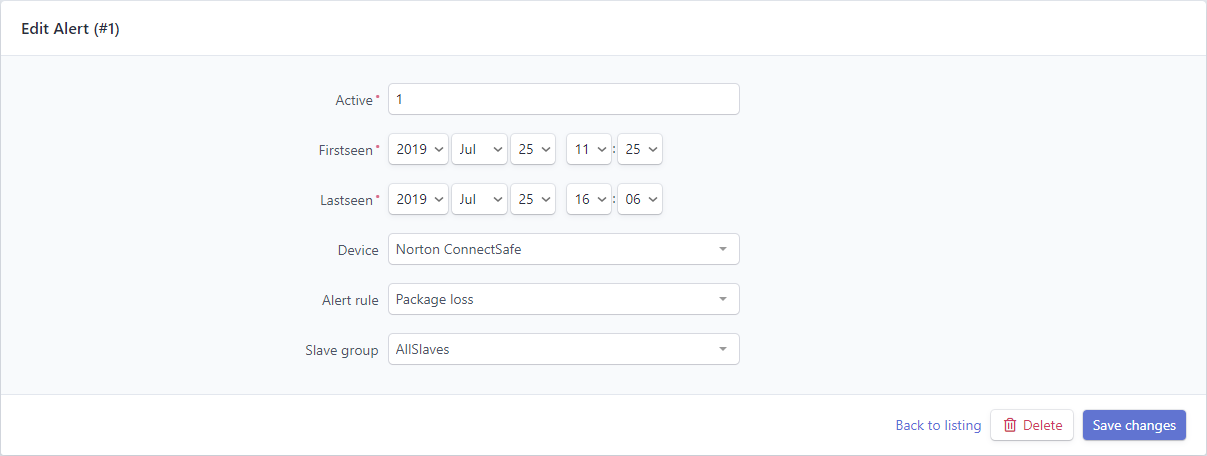 Edit Alert (#1)
Active* 1
Firstseen* 2019 Jul 25 11 : 25
Lastseen* 2019 Jul 25 16 : 06
Device Norton ConnectSafe
Alert rule Package loss
Slave group AllSlaves
Back to listing Delete Save changes